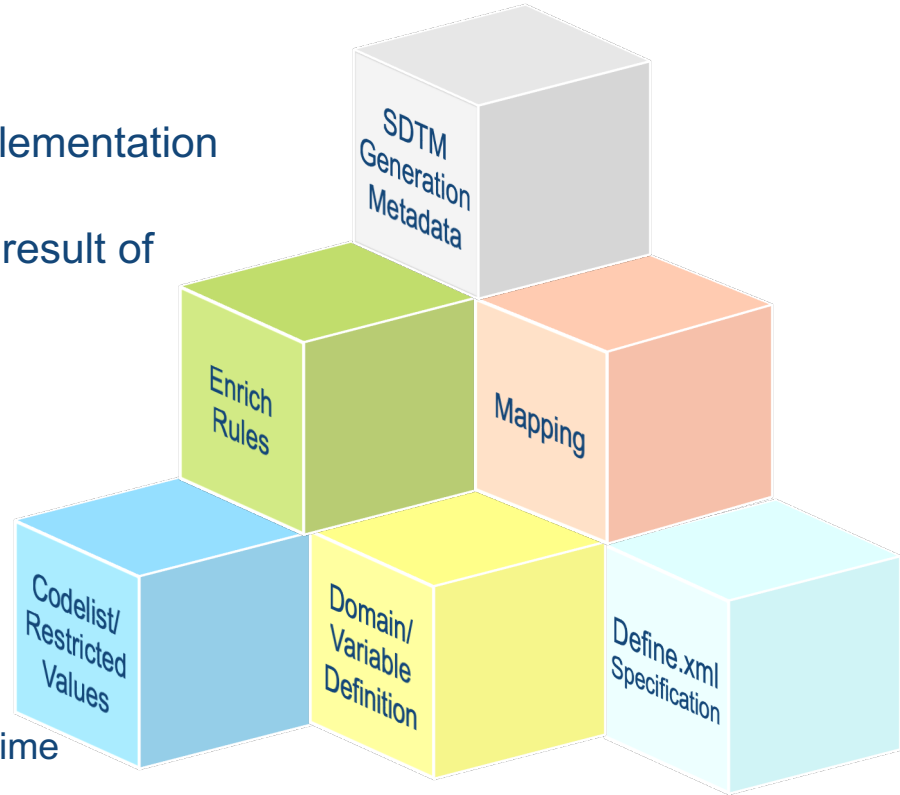 lementation
result of
ime
SDTM
Generation
Metadata
Enrich
Rules
Mapping
Codelist/
Restricted
Values
Domain/
Variable
Definition
Define.xml
Specification